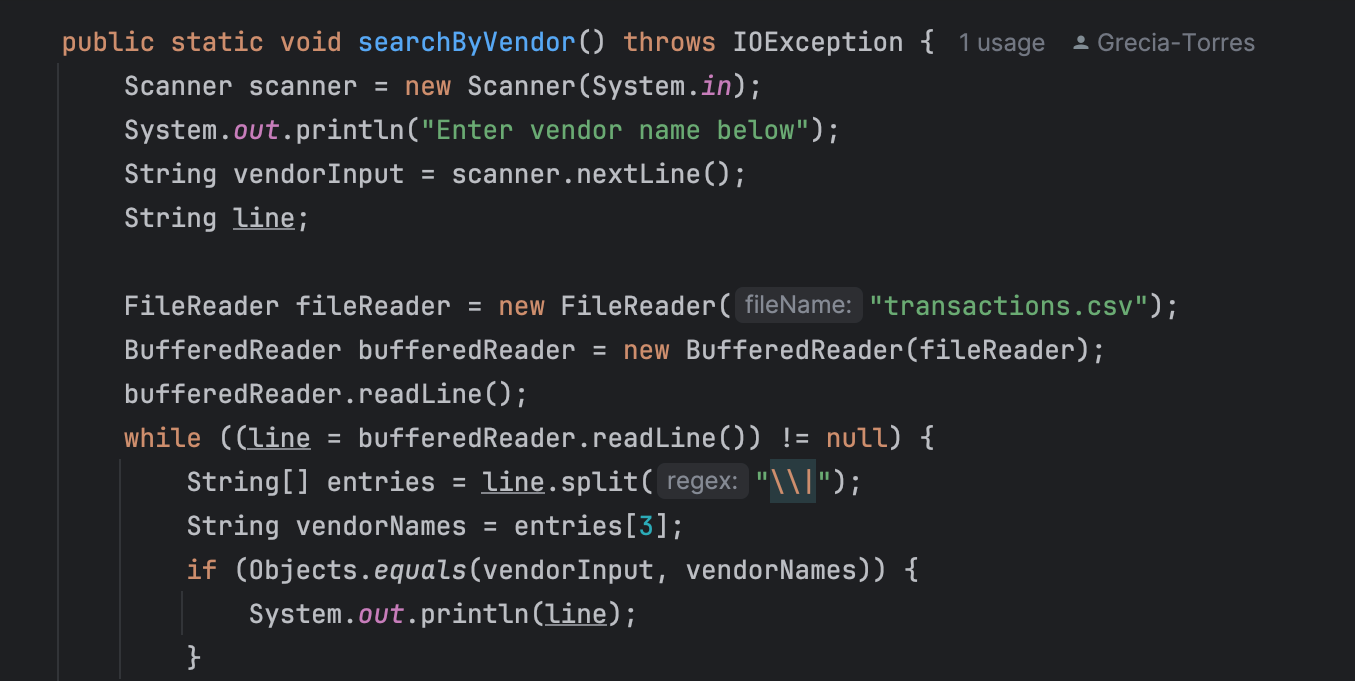 public static void searchByVendor() throws IOException { 1 usage Grecia-Torres
Scanner scanner = new Scanner(System.in);
System.out.println("Enter vendor name below");
String vendorInput = scanner.nextLine();
String line;
FileReader fileReader = new FileReader( fileName: "transactions.csv");
BufferedReader bufferedReader = new BufferedReader(fileReader);
bufferedReader.readLine();
while ((line = bufferedReader.readLine()) != null) {
String[] entries = line.split( regex: "\\|");
String vendorNames = entries[3];
if (Objects.equals(vendorInput, vendorNames)) {
System.out.println(line);
}